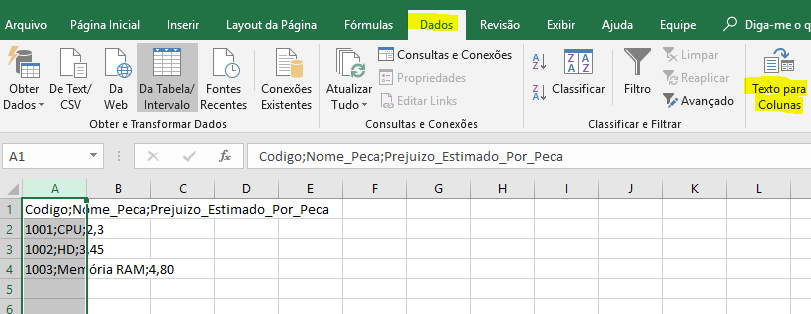 Arquivo Página Inicial Inserir Layout da Página Fórmulas Dados Revisão Exibir Ajuda Equipe Diga-me o q
Obter Dados De Text/ CSV Da Web Da Tabela/ Intervalo Fontes Recentes Conexões Existentes
Obter e Transformar Dados
Atualizar Tudo
Consultas e Conexões
Propriedades
Editar Links
Consultas e Conexões
A Z
Z A
Z A
A Z
Classificar
Filtro
Limpar
Reaplicar
Avançado
Classificar e Filtrar
Texto para Colunas
A1 fx Codigo;Nome_Peca;Prejuizo_Estimado_Por_Peca
A B C D E F G H I J K L
1 Codigo;Nome_Peca;Prejuizo_Estimado_Por_Peca
2 1001;CPU;2,3
3 1002;HD;3,45
4 1003;Memória RAM;4,80
5
6